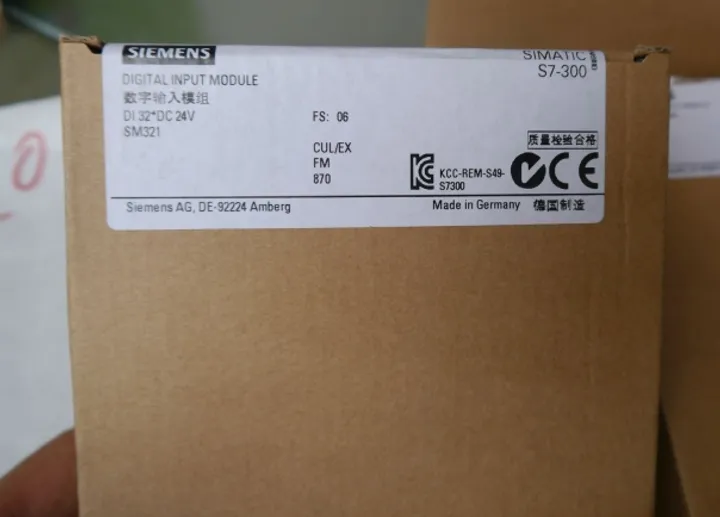 SIEMENS
SIMATIC
S7-300
DIGITAL INPUT MODULE
数字输入模组
DI 32*DC 24V
SM321
FS: 06
CUL/EX
FM
870
质量检验合格
KCC-REM-S49-
S7300
CE
Siemens AG, DE-92224 Amberg
Made in Germany 德国制造
0